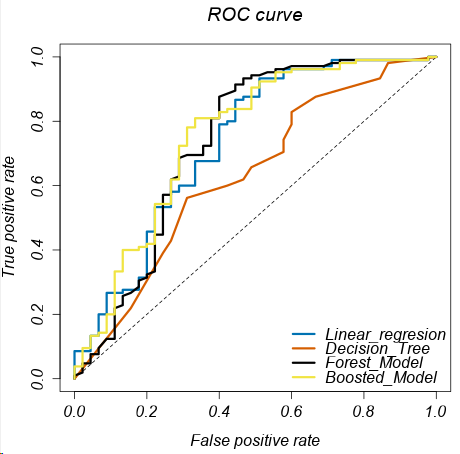 ROC curve
True positive rate
1.0
0.8
0.6
0.4
0.2
0.0
Linear_regresion
Decision_Tree
Forest_Model
Boosted_Model
0.0 0.2 0.4 0.6 0.8 1.0
False positive rate